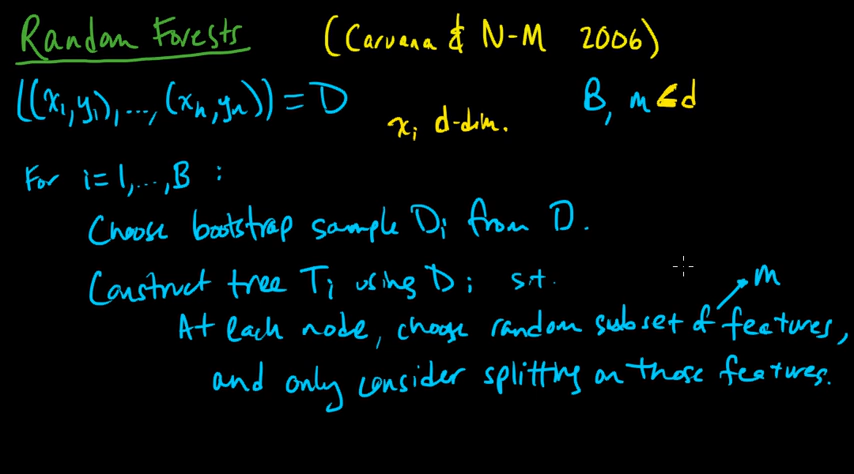 Random Forests (Caruana & N-M 2006)
((x₁,y₁),...,(xₙ,yₙ)) = D B, m < d
xᵢ d-dim.
For i=1,...,B :
Choose bootstrap sample Dᵢ from D.
Construct tree Tᵢ using Dᵢ s.t.
m
At each node, choose random subset of features,
and only consider splitting on those features.